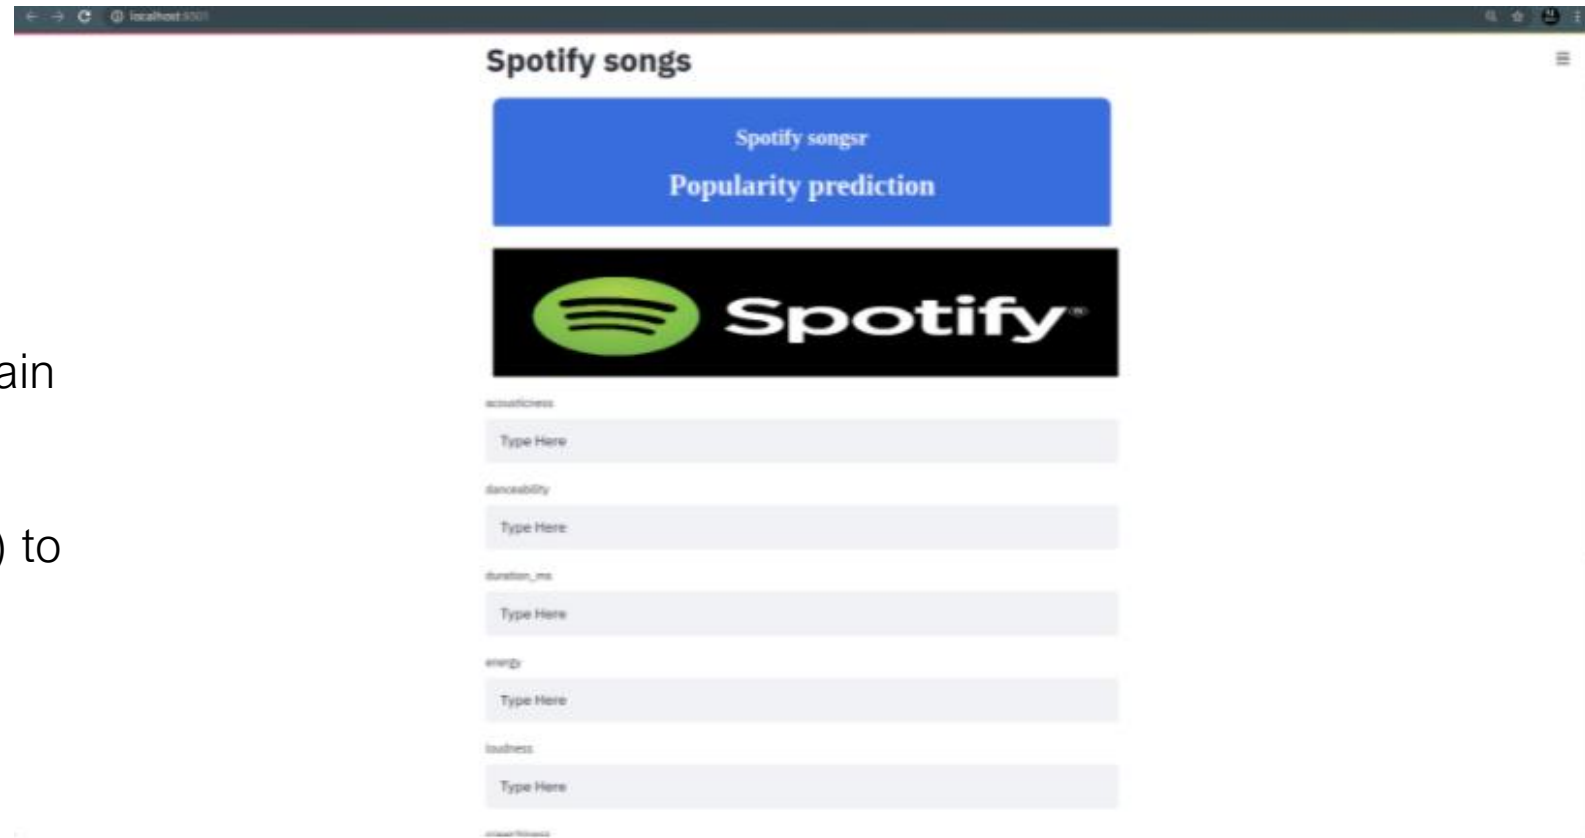 localhost:8501
Spotify songs
Spotify songsr
Popularity prediction
Spotify®
ain
acousticness
Type Here
danceability
Type Here
) to
duration_ms
Type Here
energy
Type Here
loudness
Type Here